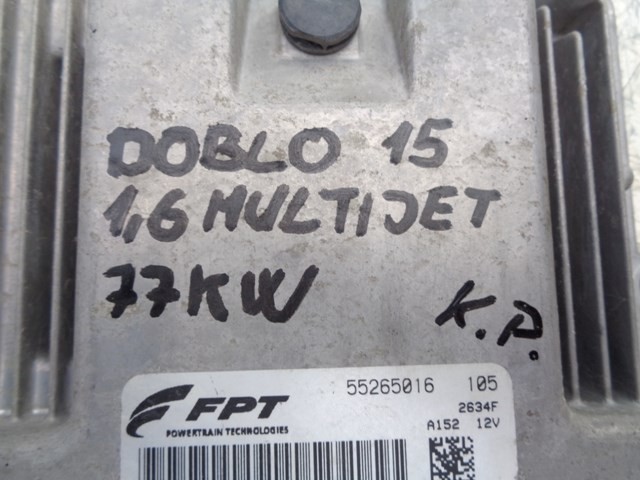 DOBLO 15
1,6 MULTIJET
77KW K.P.
FPT 55265016 105
POWERTRAIN TECHNOLOGIES 2634F
A152 12V